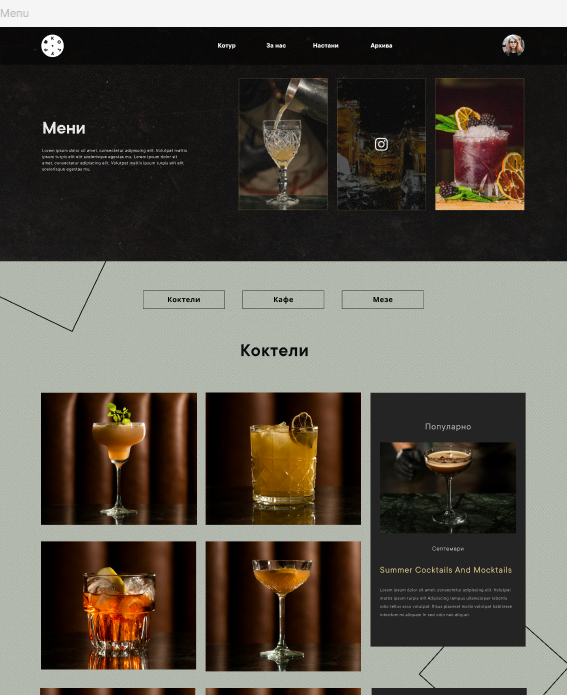 Menu
Котур
За нас
Настани
Архива
Мени
Lorem ipsum dolor sit amet, consectetur adipiscing elit. Volutpat mattis
ipsum turpis elit elit scelerisque egestas mu. Lorem ipsum dolor sit
amet, consectetur adipiscing elit. Volutpat mattis ipsum turpis elit elit
scelerisque egestas mu.
Коктели
Кафе
Мезе
Коктели
Популарно
Септември
Summer Cocktails And Mocktails
Lorem ipsum dolor sit amet, consectetur adipiscing elit. Ut
mattis ipsum turpis elit Adipiscing tempus ullamcorper lobortis
odio tellus arcu volutpat. Risus placerat morbi volutpat habitasse
interdum mi aliquam In sed odio nec aliquet